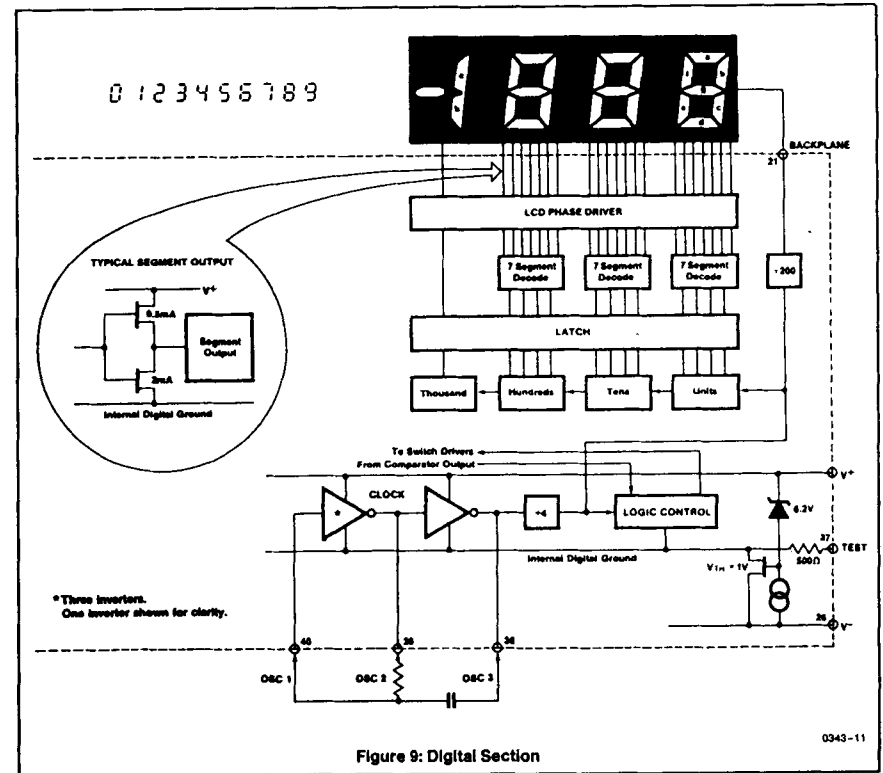 0 1 2 3 4 5 6 7 8 9
a
b
a
b
c
d
e
f
g
BACKPLANE
21
LCD PHASE DRIVER
TYPICAL SEGMENT OUTPUT
V+
0.5mA
Segment
Output
2mA
Internal Digital Ground
7 Segment
Decode
7 Segment
Decode
7 Segment
Decode
÷200
LATCH
Thousand
Hundreds
Tens
Units
To Switch Drivers
From Comparator Output
V+
CLOCK
*
÷4
LOGIC CONTROL
6.2V
37
TEST
500Ω
Internal Digital Ground
VTH = 1V
26
V-
*Three inverters.
One inverter shown for clarity.
40
OSC 1
OSC 2
OSC 3
0343-11
Figure 9: Digital Section